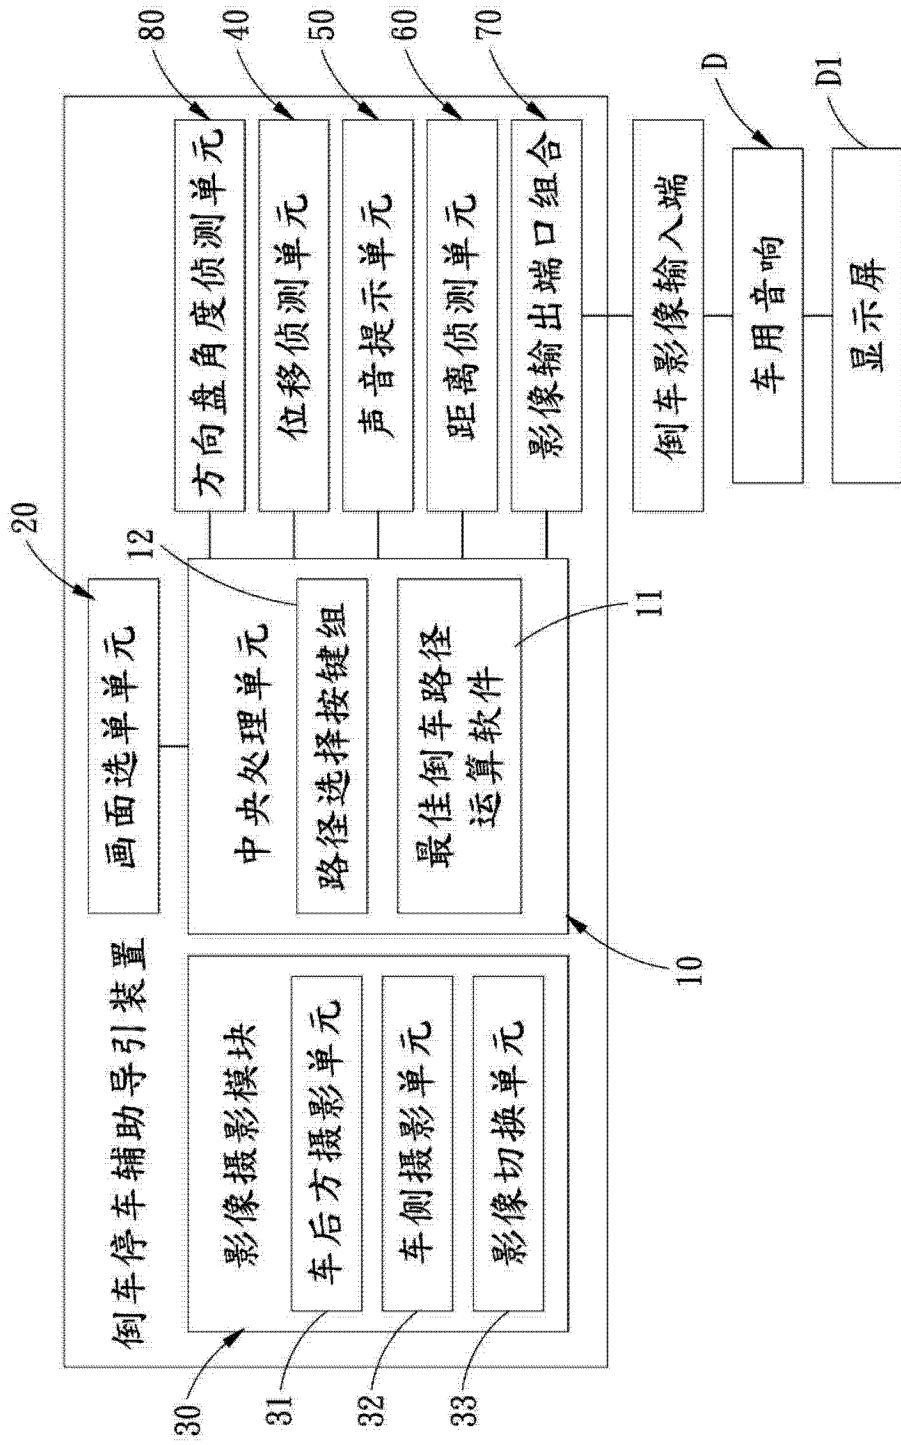 倒车停车辅助导引装置
画面选单单元
20
影像摄影模块
30
车后方摄影单元
31
车侧摄影单元
32
影像切换单元
33
中央处理单元
10
路径选择按键组
12
最佳倒车路径
运算软件
11
方向盘角度侦测单元
80
位移侦测单元
40
声音提示单元
50
距离侦测单元
60
影像输出端口组合
70
倒车影像输入端
车用音响
D
显示屏
D1